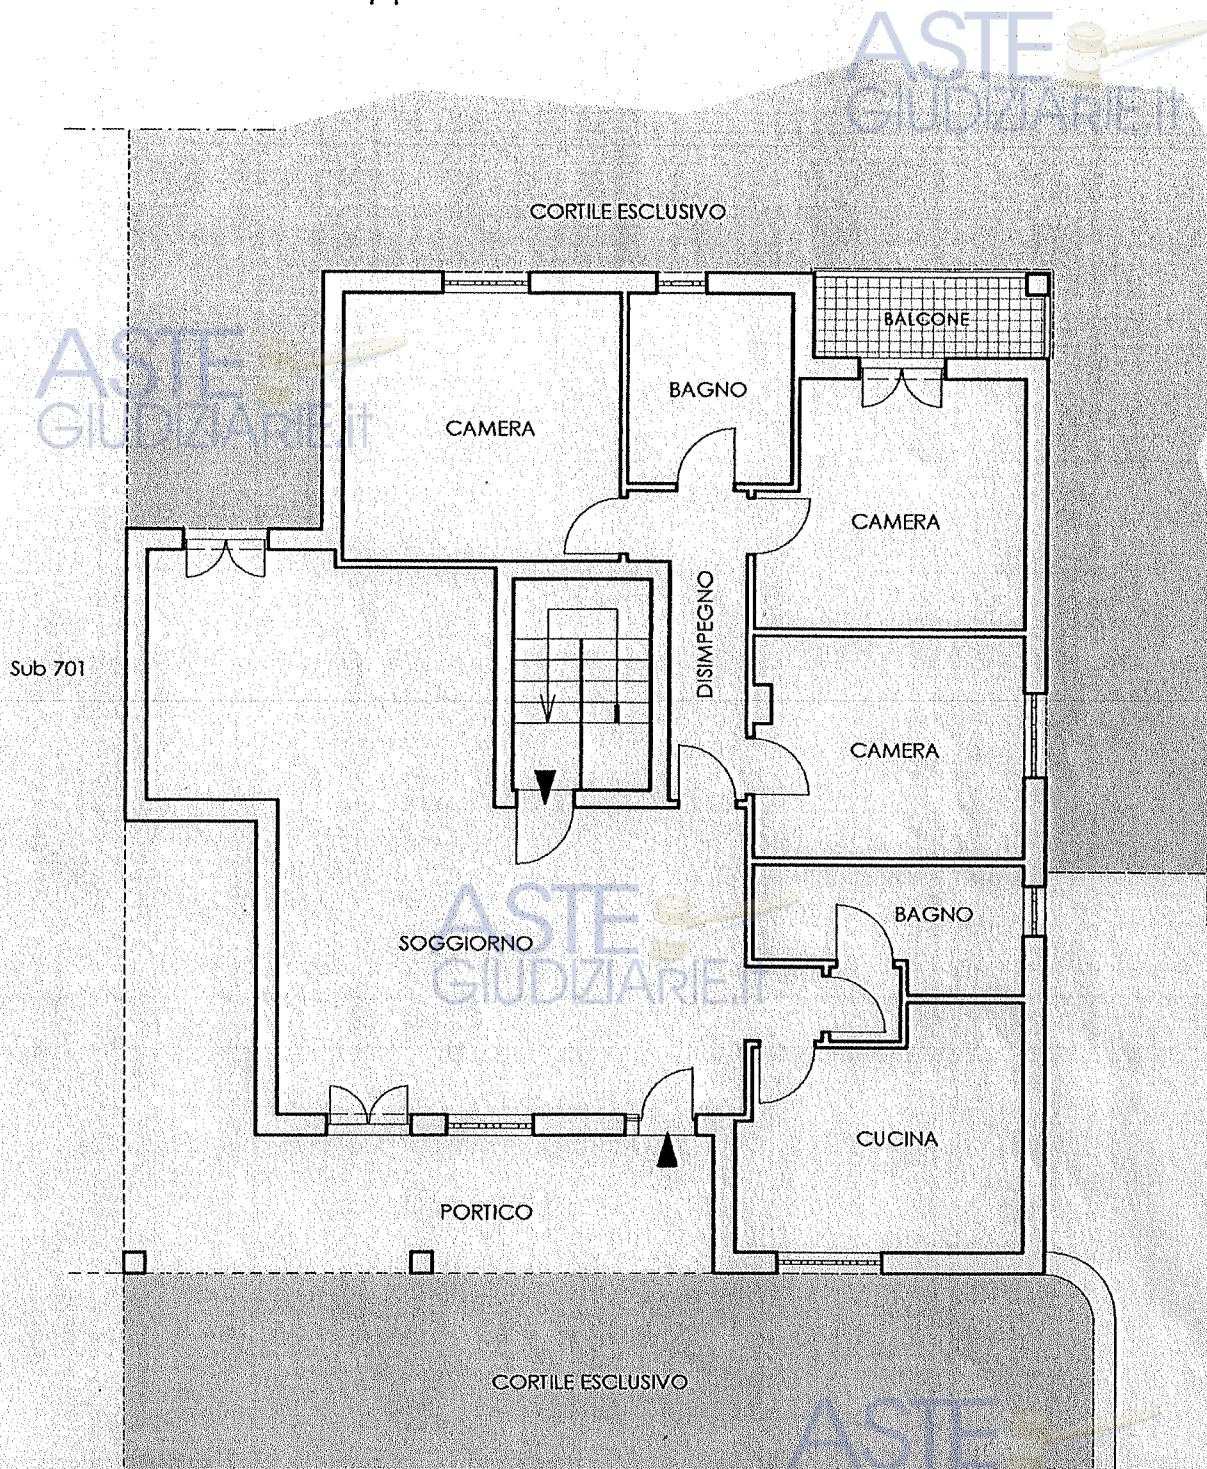 ASTE
GIUDIZIARIE.it
CORTILE ESCLUSIVO
BALCONE
ASTE
GIUDIZIARIE.it
BAGNO
CAMERA
CAMERA
DISIMPEGNO
Sub 701
CAMERA
ASTE
GIUDIZIARIE.it
BAGNO
SOGGIORNO
CUCINA
PORTICO
CORTILE ESCLUSIVO
ASTE